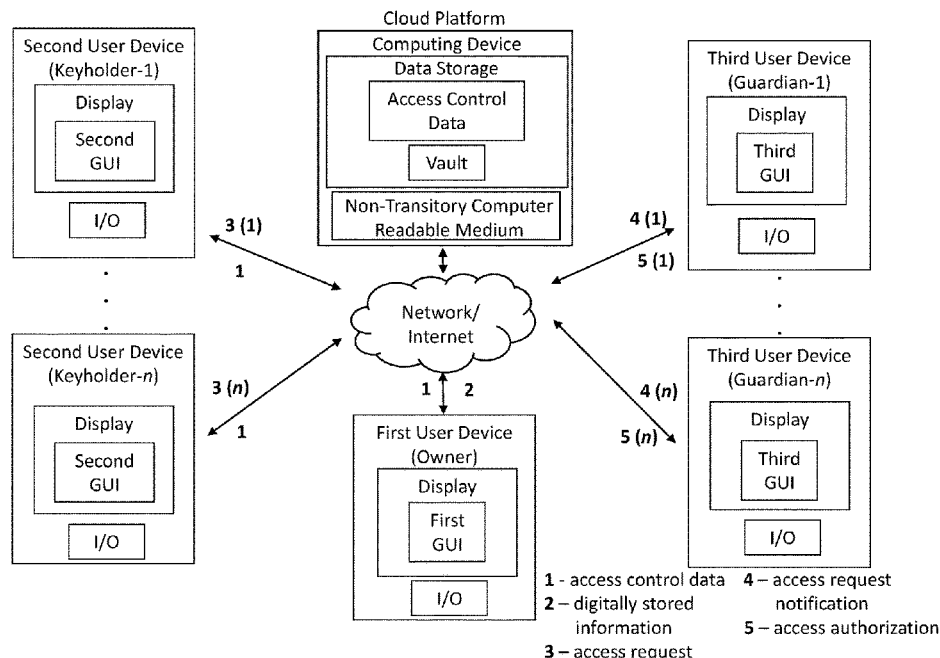 Cloud Platform
Computing Device
Data Storage
Access Control
Data
Vault
Non-Transitory Computer
Readable Medium
Second User Device
(Keyholder-1)
Display
Second
GUI
I/O
3 (1)
1
Third User Device
(Guardian-1)
Display
Third
GUI
I/O
4 (1)
5 (1)
Network/
Internet
Second User Device
(Keyholder-n)
Display
Second
GUI
I/O
3 (n)
1
1 2
First User Device
(Owner)
Display
First
GUI
I/O
4 (n)
5 (n)
Third User Device
(Guardian-n)
Display
Third
GUI
I/O
1 - access control data
2 – digitally stored
information
3 – access request
4 – access request
notification
5 – access authorization